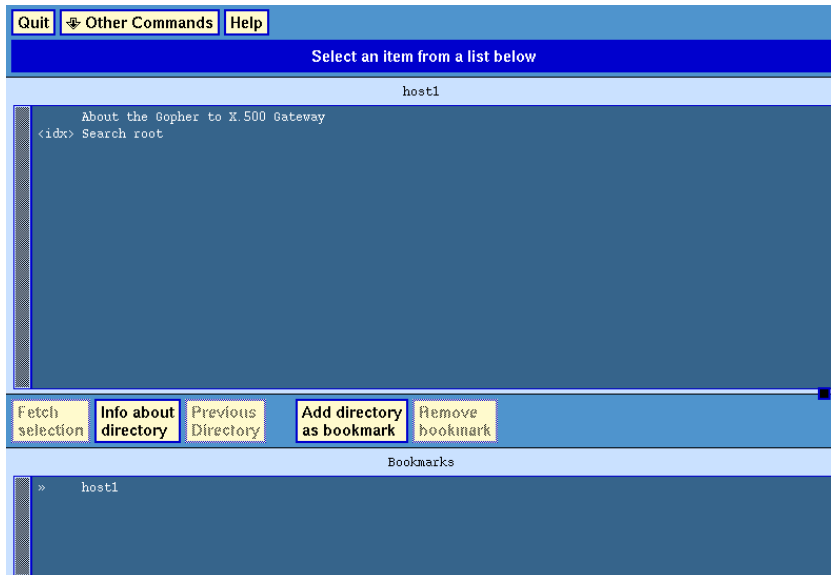 Quit Other Commands Help
Select an item from a list below
host1
About the Gopher to X.500 Gateway
<idx> Search root
Fetch selection Info about directory Previous Directory Add directory as bookmark Remove bookmark
Bookmarks
» host1